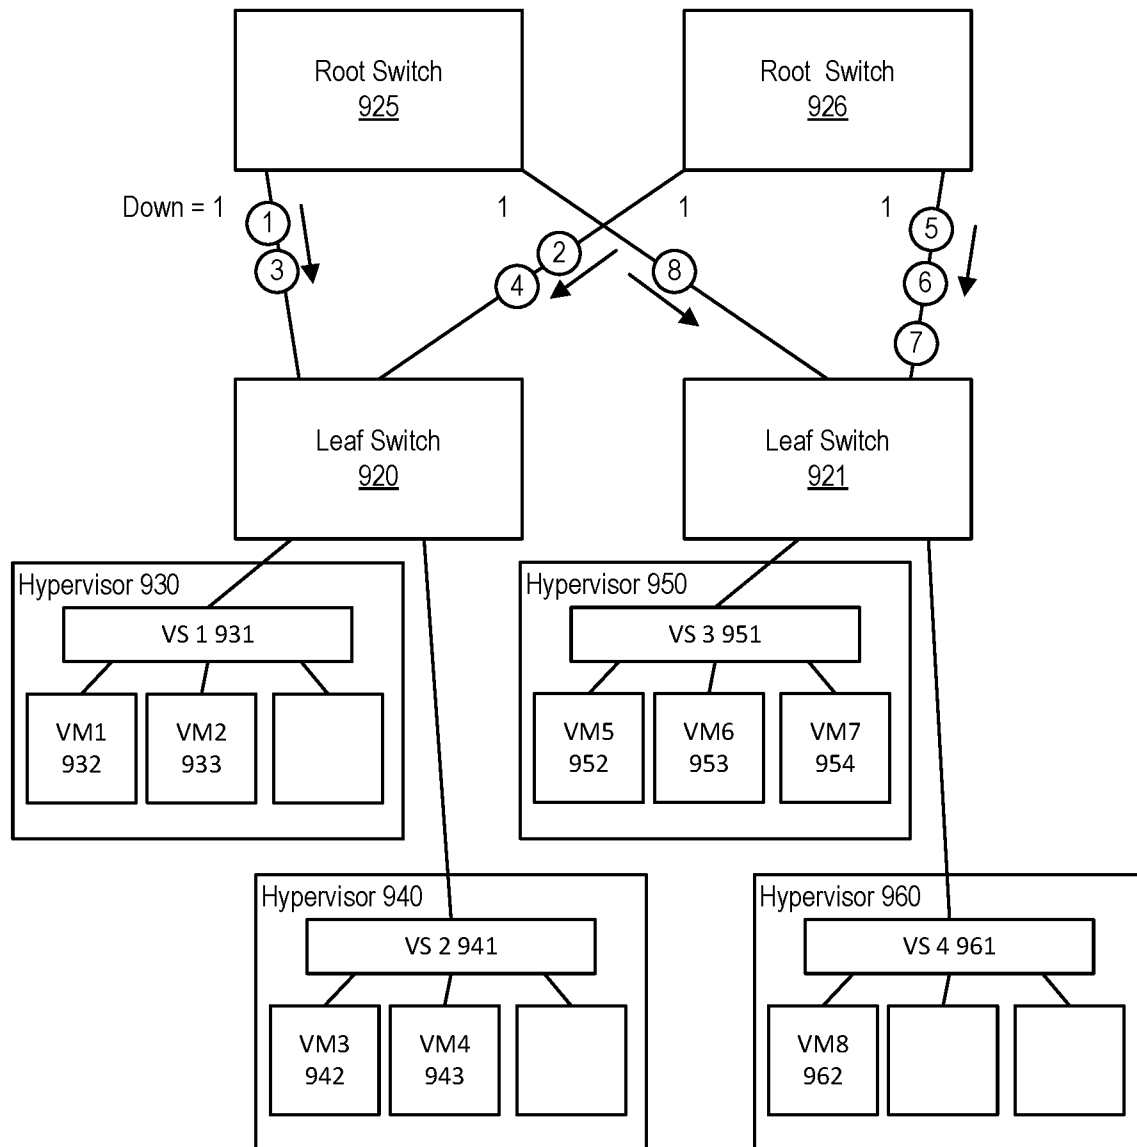 Root Switch
925
Root Switch
926
Down = 1
1
1
1
1
3
2
4
8
5
6
7
Leaf Switch
920
Leaf Switch
921
Hypervisor 930
VS 1 931
VM1
932
VM2
933
Hypervisor 950
VS 3 951
VM5
952
VM6
953
VM7
954
Hypervisor 940
VS 2 941
VM3
942
VM4
943
Hypervisor 960
VS 4 961
VM8
962